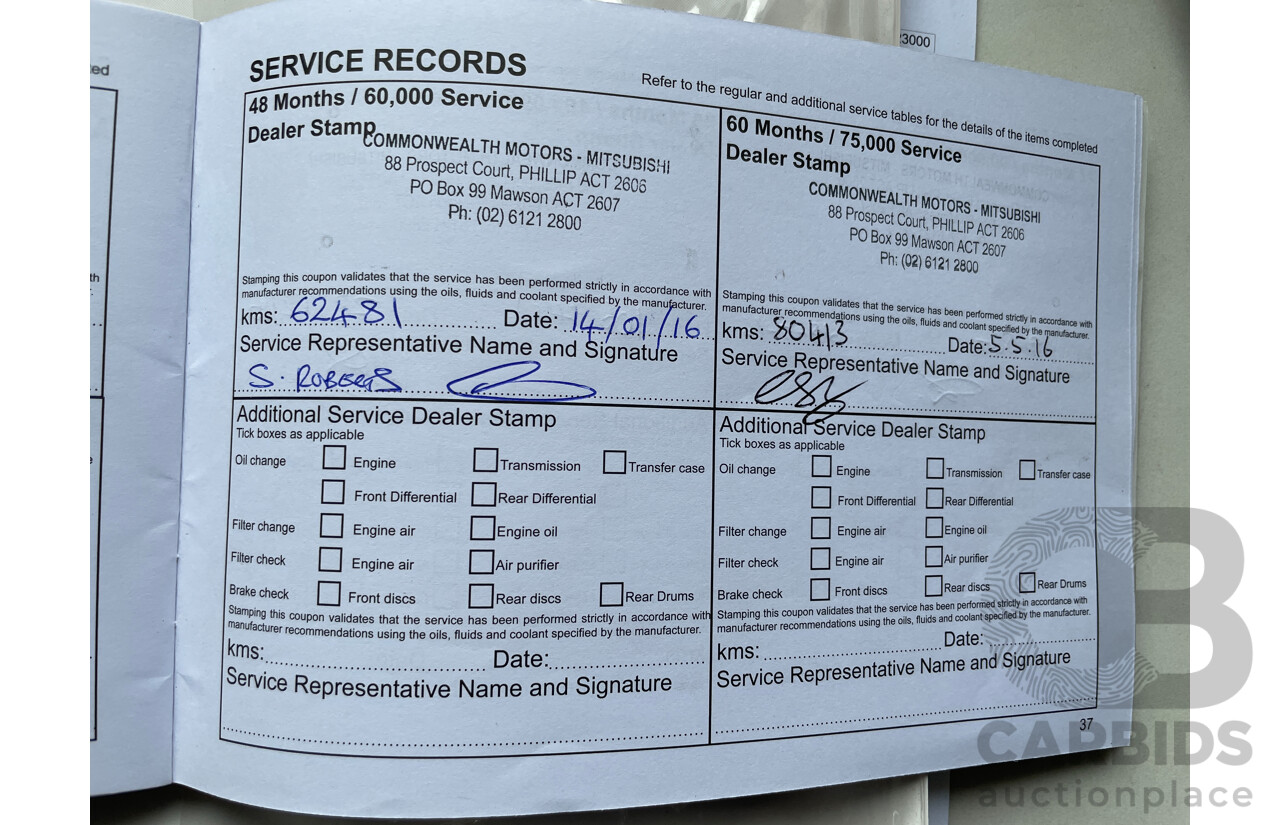 ed
th
3000
SERVICE RECORDS
Refer to the regular and additional service tables for the details of the items completed
48 Months / 60,000 Service
Dealer Stamp
COMMONWEALTH MOTORS - MITSUBISHI
88 Prospect Court, PHILLIP ACT 2606
PO Box 99 Mawson ACT 2607
Ph: (02) 6121 2800
Stamping this coupon validates that the service has been performed strictly in accordance with
manufacturer recommendations using the oils, fluids and coolant specified by the manufacturer.
kms: 62481 Date: 14/01/16
Service Representative Name and Signature
S. ROBERTS
Additional Service Dealer Stamp
Tick boxes as applicable
Oil change Engine Transmission Transfer case
Front Differential Rear Differential
Filter change Engine air Engine oil
Filter check Engine air Air purifier
Brake check Front discs Rear discs Rear Drums
Stamping this coupon validates that the service has been performed strictly in accordance with
manufacturer recommendations using the oils, fluids and coolant specified by the manufacturer.
kms: Date:
Service Representative Name and Signature
60 Months / 75,000 Service
Dealer Stamp
COMMONWEALTH MOTORS - MITSUBISHI
88 Prospect Court, PHILLIP ACT 2606
PO Box 99 Mawson ACT 2607
Ph: (02) 6121 2800
Stamping this coupon validates that the service has been performed strictly in accordance with
manufacturer recommendations using the oils, fluids and coolant specified by the manufacturer.
kms: 80413 Date: 5.5.16
Service Representative Name and Signature
Additional Service Dealer Stamp
Tick boxes as applicable
Oil change Engine Transmission Transfer case
Front Differential Rear Differential
Filter change Engine air Engine oil
Filter check Engine air Air purifier
Brake check Front discs Rear discs Rear Drums
Stamping this coupon validates that the service has been performed strictly in accordance with
manufacturer recommendations using the oils, fluids and coolant specified by the manufacturer.
kms: Date:
Service Representative Name and Signature
37
CB
CARBIDS
auctionplace